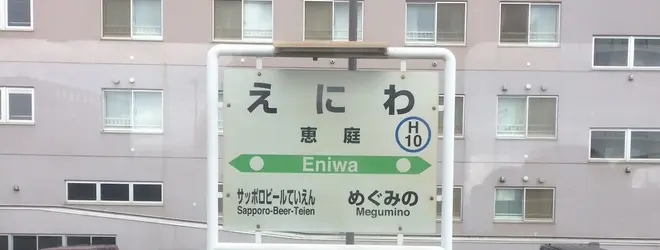 えにわ
恵庭
H
10
Eniwa
サッポロビールていえん
Sapporo-Beer-Teien
めぐみの
Megumino